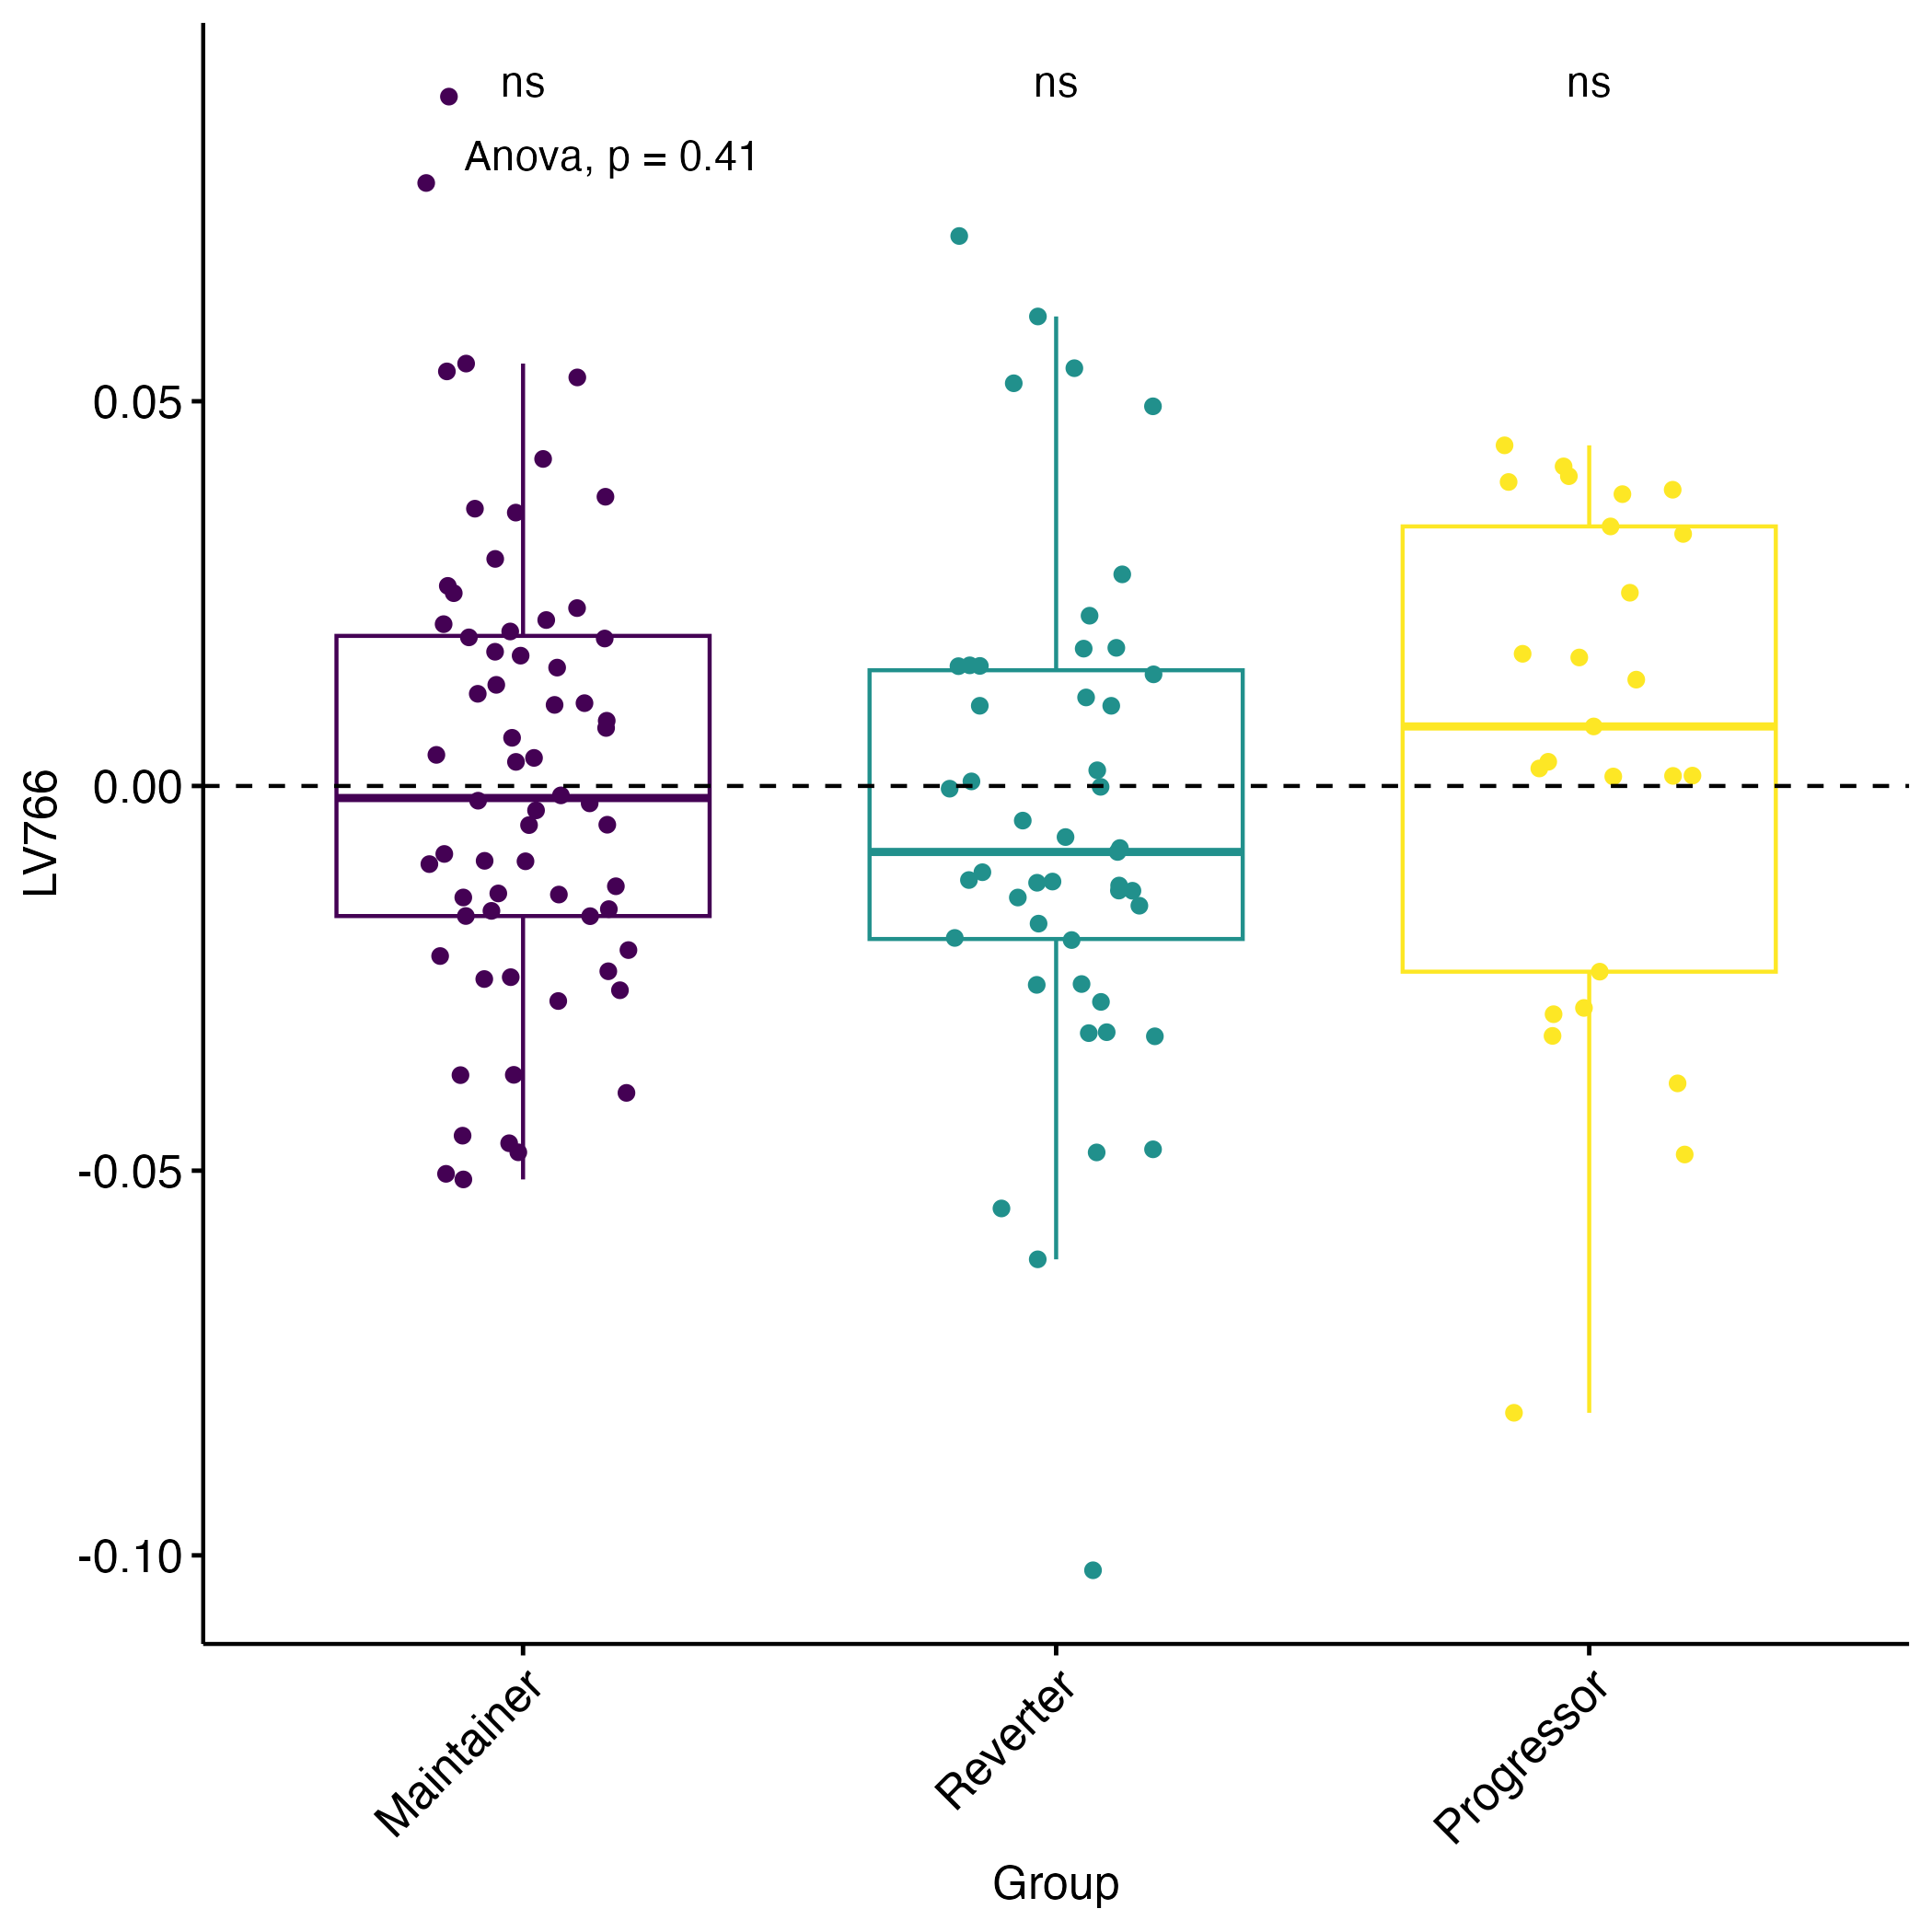 ns ns ns
Anova, p = 0.41
0.05
0.00
-0.05
-0.10
LV766
Maintainer Reverter Progressor
Group